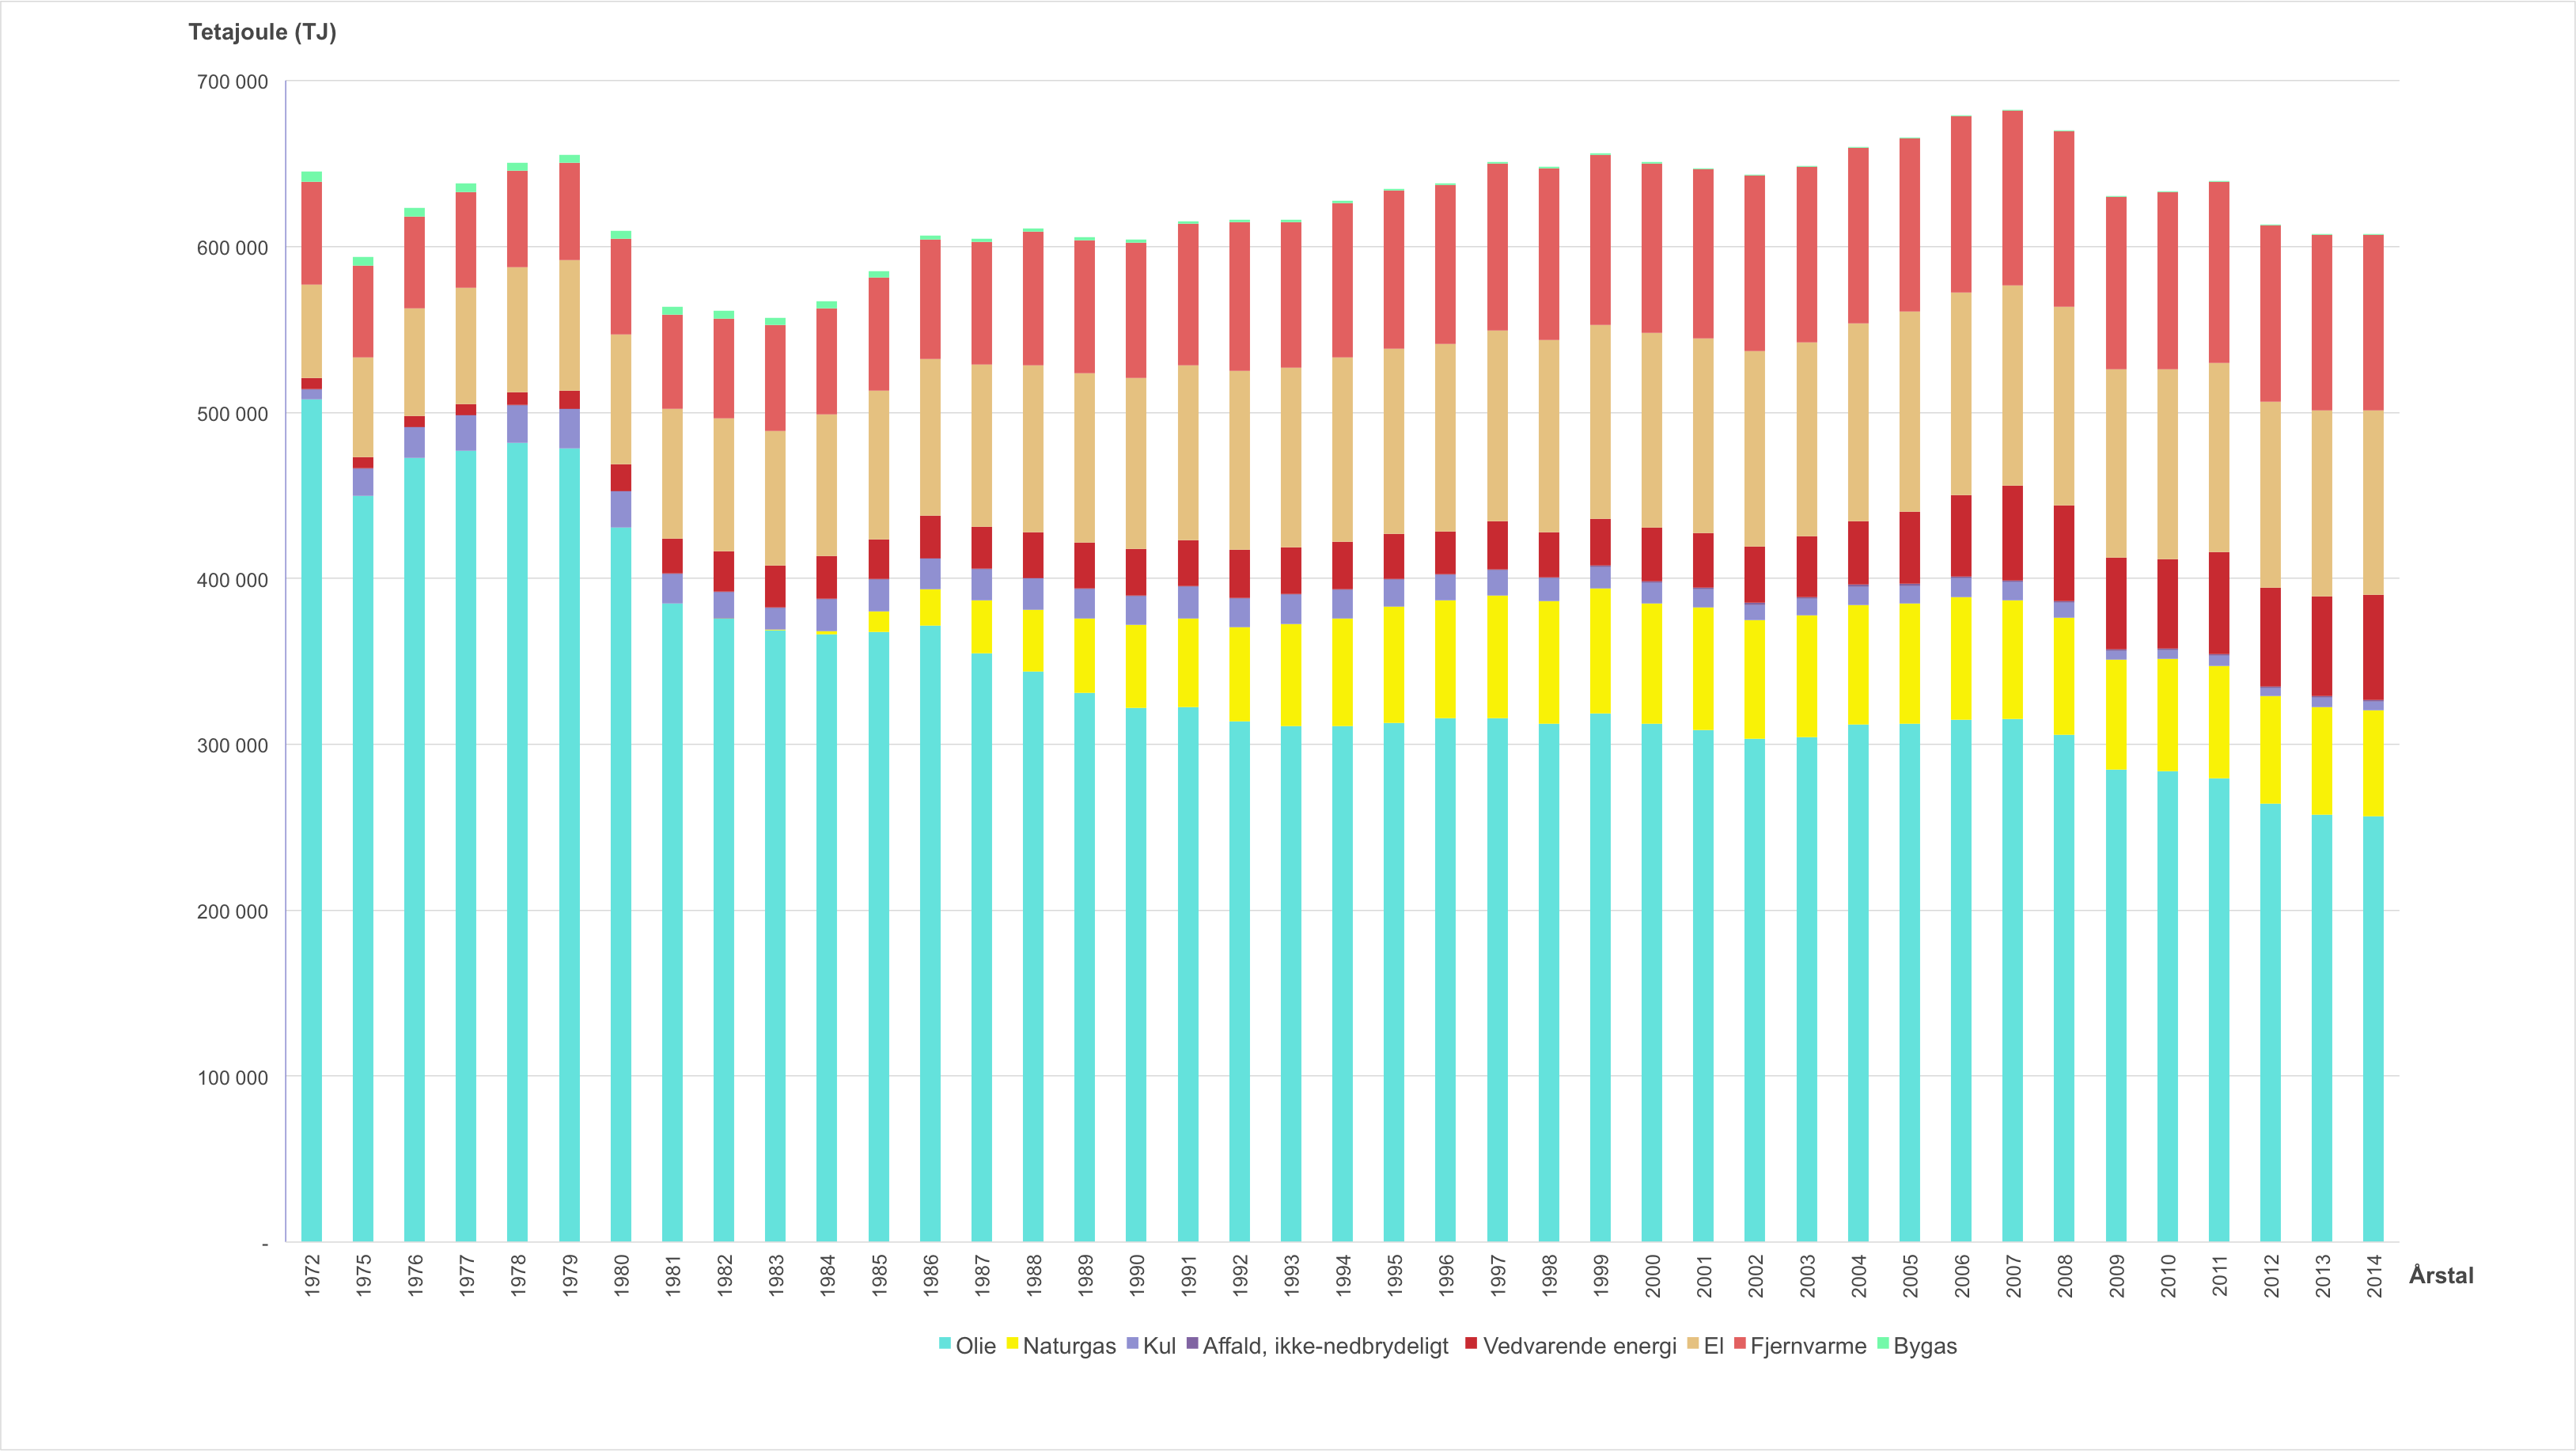 Tetajoule (TJ)
700 000
600 000
500 000
400 000
300 000
200 000
100 000
-
1972 1975 1976 1977 1978 1979 1980 1981 1982 1983 1984 1985 1986 1987 1988 1989 1990 1991 1992 1993 1994 1995 1996 1997 1998 1999 2000 2001 2002 2003 2004 2005 2006 2007 2008 2009 2010 2011 2012 2013 2014
Årstal
Olie Naturgas Kul Affald, ikke-nedbrydeligt Vedvarende energi El Fjernvarme Bygas